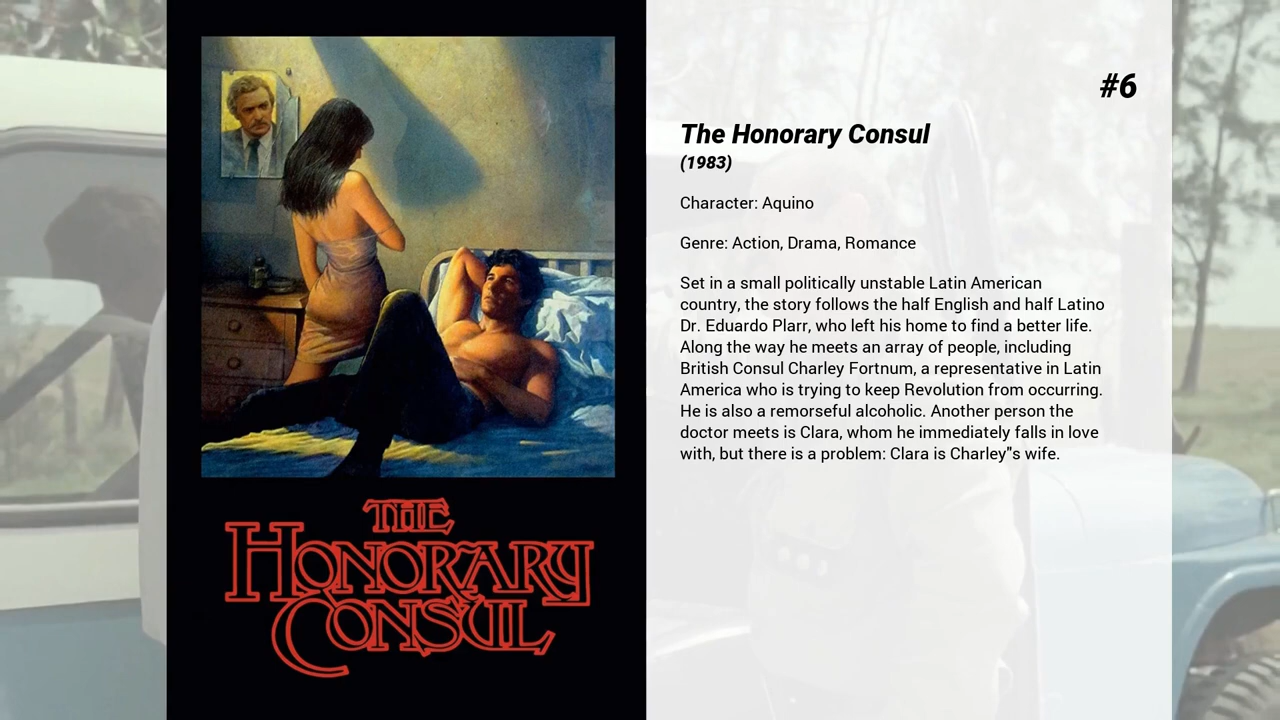 THE
HONORARY
CONSUL
#6
The Honorary Consul
(1983)
Character: Aquino
Genre: Action, Drama, Romance
Set in a small politically unstable Latin American
country, the story follows the half English and half Latino
Dr. Eduardo Plarr, who left his home to find a better life.
Along the way he meets an array of people, including
British Consul Charley Fortnum, a representative in Latin
America who is trying to keep Revolution from occurring.
He is also a remorseful alcoholic. Another person the
doctor meets is Clara, whom he immediately falls in love
with, but there is a problem: Clara is Charley"s wife.